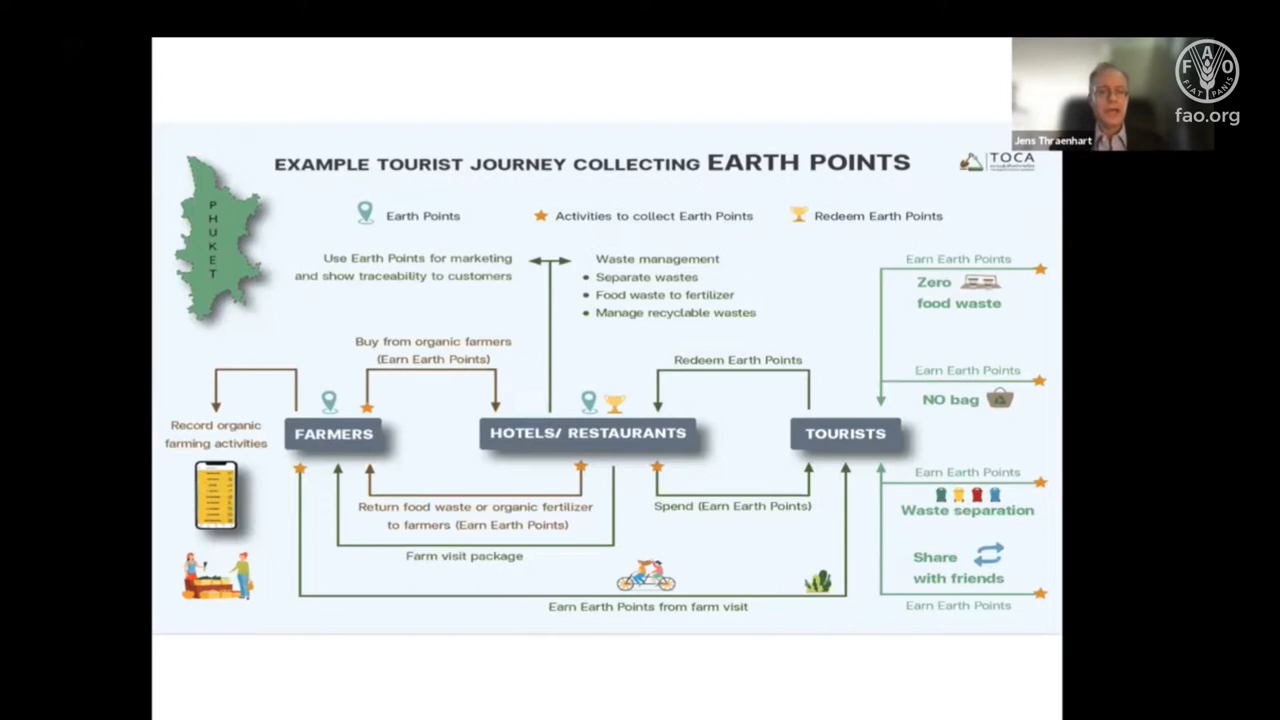 FAO
FIAT PANIS
fao.org
Jens Thraenhart
EXAMPLE TOURIST JOURNEY COLLECTING EARTH POINTS
TOCA
PHUKET
Earth Points
Activities to collect Earth Points
Redeem Earth Points
Use Earth Points for marketing
and show traceability to customers
Waste management
• Separate wastes
• Food waste to fertilizer
• Manage recyclable wastes
Earn Earth Points
Zero
food waste
Buy from organic farmers
(Earn Earth Points)
Redeem Earth Points
Earn Earth Points
NO bag
Record organic
farming activities
FARMERS
HOTELS/ RESTAURANTS
TOURISTS
Earn Earth Points
Waste separation
Return food waste or organic fertilizer
to farmers (Earn Earth Points)
Spend (Earn Earth Points)
Farm visit package
Share
with friends
Earn Earth Points from farm visit
Earn Earth Points